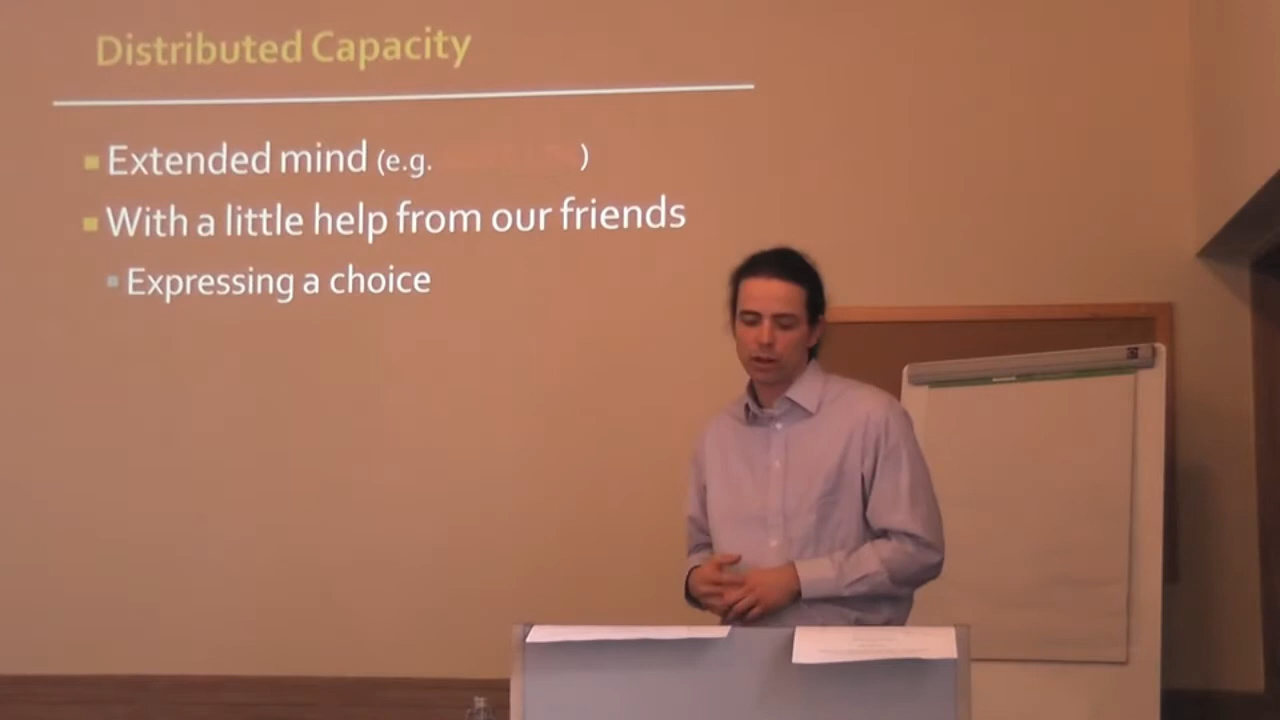 Distributed Capacity
Extended mind (e.g. )
With a little help from our friends
Expressing a choice